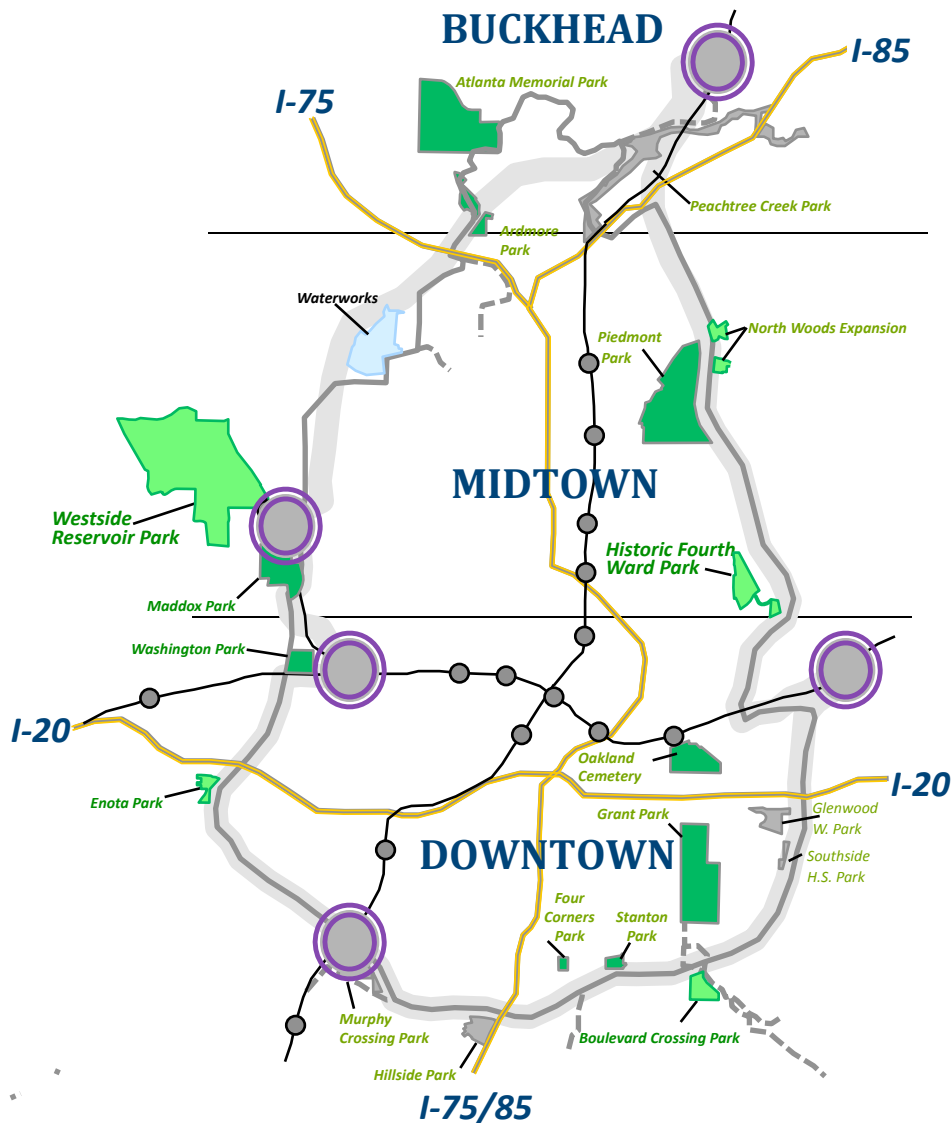 BUCKHEAD
I-85
Atlanta Memorial Park
I-75
Peachtree Creek Park
Ardmore
Park
Waterworks
North Woods Expansion
Piedmont
Park
MIDTOWN
Westside
Reservoir Park
Historic Fourth
Ward Park
Maddox Park
Washington Park
I-20
Oakland
Cemetery
I-20
Enota Park
Grant Park
Glenwood
W. Park
DOWNTOWN
Southside
H.S. Park
Four
Corners
Park
Stanton
Park
Murphy
Crossing Park
Boulevard Crossing Park
Hillside Park
I-75/85